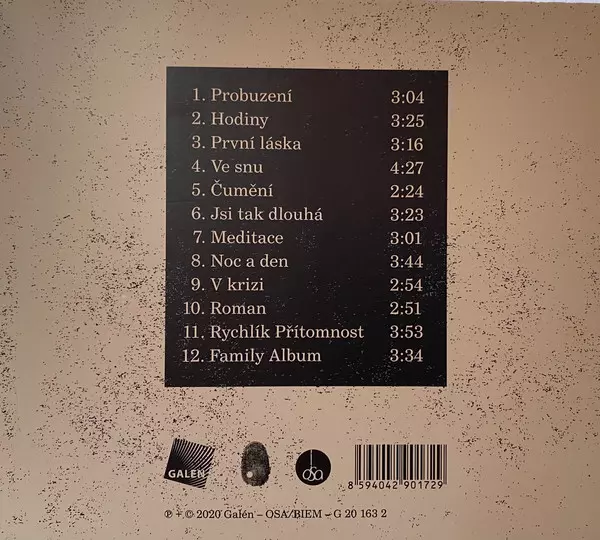 1. Probuzení 3:04
2. Hodiny 3:25
3. První láska 3:16
4. Ve snu 4:27
5. Čumění 2:24
6. Jsi tak dlouhá 3:23
7. Meditace 3:01
8. Noc a den 3:44
9. V krizi 2:54
10. Roman 2:51
11. Rychlík Přítomnost 3:53
12. Family Album 3:34
GALÉN
osa
8 594042 901729
℗ + © 2020 Galén – OSA/BIEM – G 20 163 2